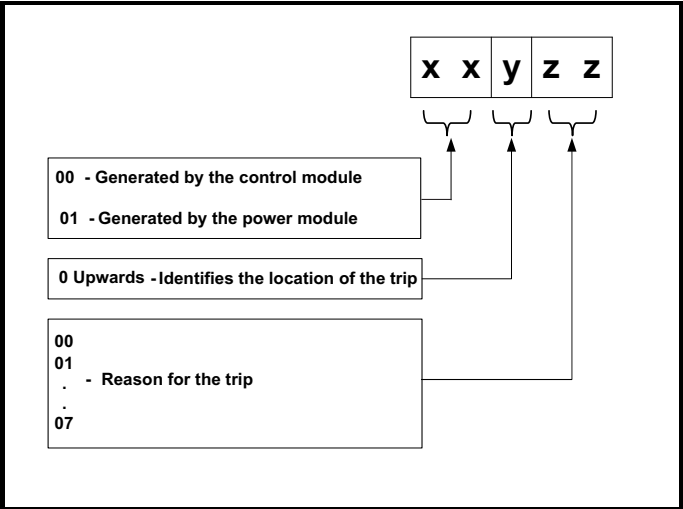 x x y z z
00 - Generated by the control module
01 - Generated by the power module
0 Upwards - Identifies the location of the trip
00
01
.
- Reason for the trip
.
07